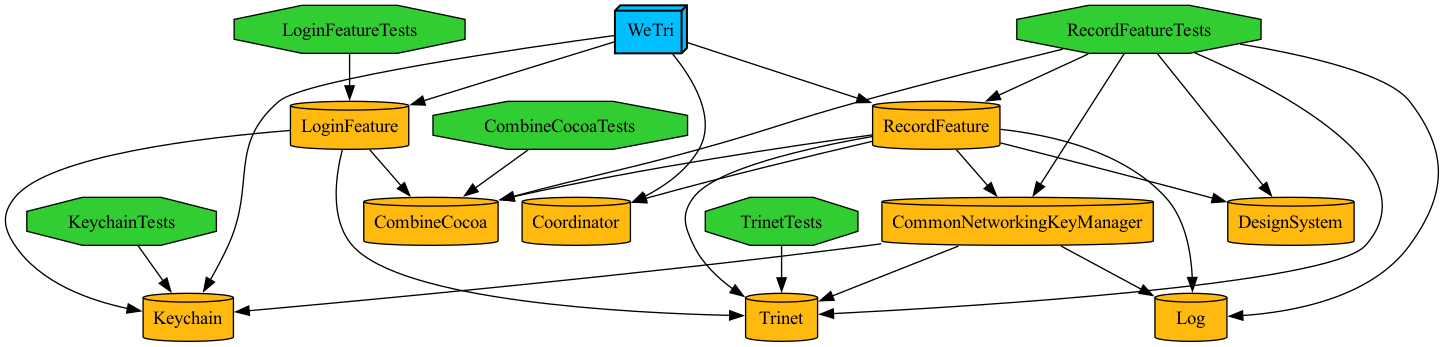 LoginFeatureTests
WeTri
RecordFeatureTests
LoginFeature
CombineCocoaTests
RecordFeature
KeychainTests
CombineCocoa
Coordinator
TrinetTests
CommonNetworkingKeyManager
DesignSystem
Keychain
Trinet
Log